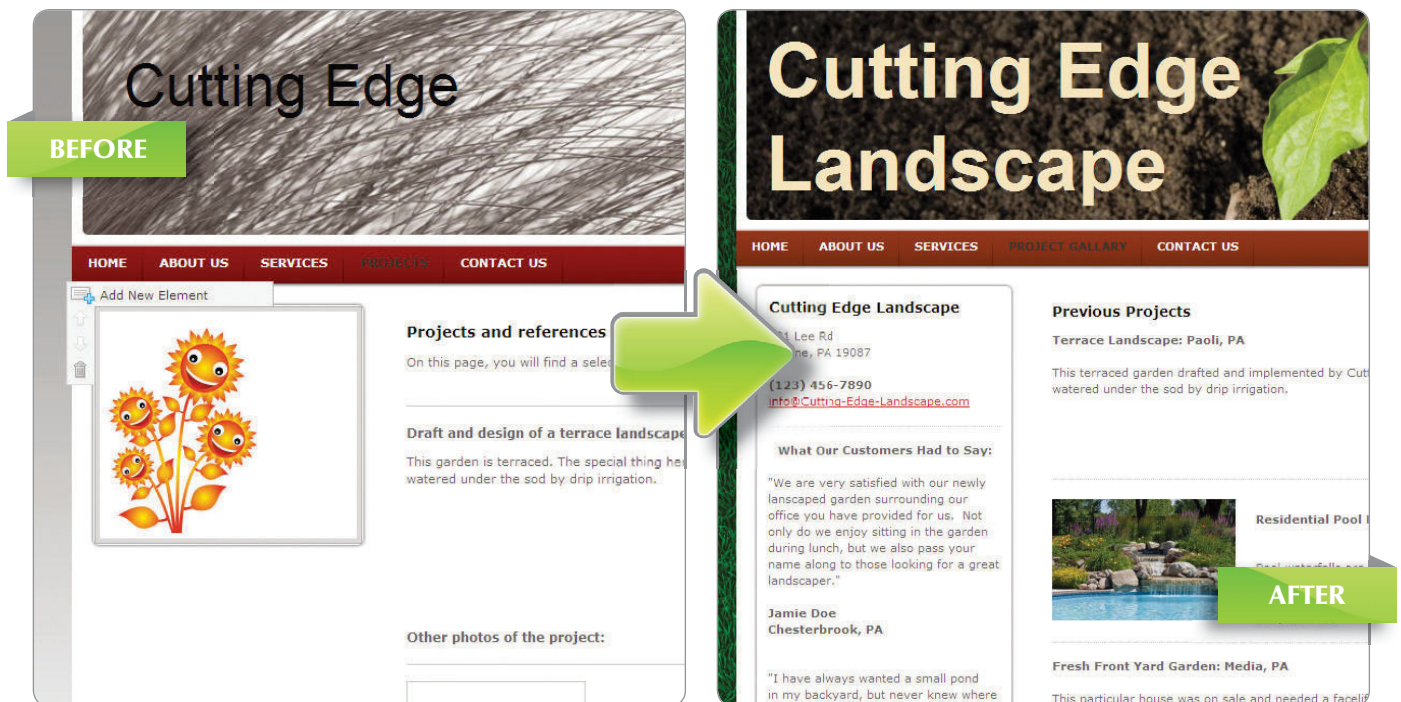 BEFORE
Cutting Edge
HOME ABOUT US SERVICES PROJECTS CONTACT US
Add New Element
Projects and references
On this page, you will find a selec
Draft and design of a terrace landscape
This garden is terraced. The special thing her
watered under the sod by drip irrigation.
Other photos of the project:
AFTER
Cutting Edge
Landscape
HOME ABOUT US SERVICES PROJECT GALLARY CONTACT US
Cutting Edge Landscape
Lee Rd
PA 19087
(123) 456-7890
info@Cutting-Edge-Landscape.com
What Our Customers Had to Say:
"We are very satisfied with our newly
lanscaped garden surrounding our
office you have provided for us. Not
only do we enjoy sitting in the garden
during lunch, but we also pass your
name along to those looking for a great
landscaper."
Jamie Doe
Chesterbrook, PA
"I have always wanted a small pond
in my backyard, but never knew where
Previous Projects
Terrace Landscape: Paoli, PA
This terraced garden drafted and implemented by Cut
watered under the sod by drip irrigation.
Residential Pool
Fresh Front Yard Garden: Media, PA
This particular house was on sale and needed a facelif